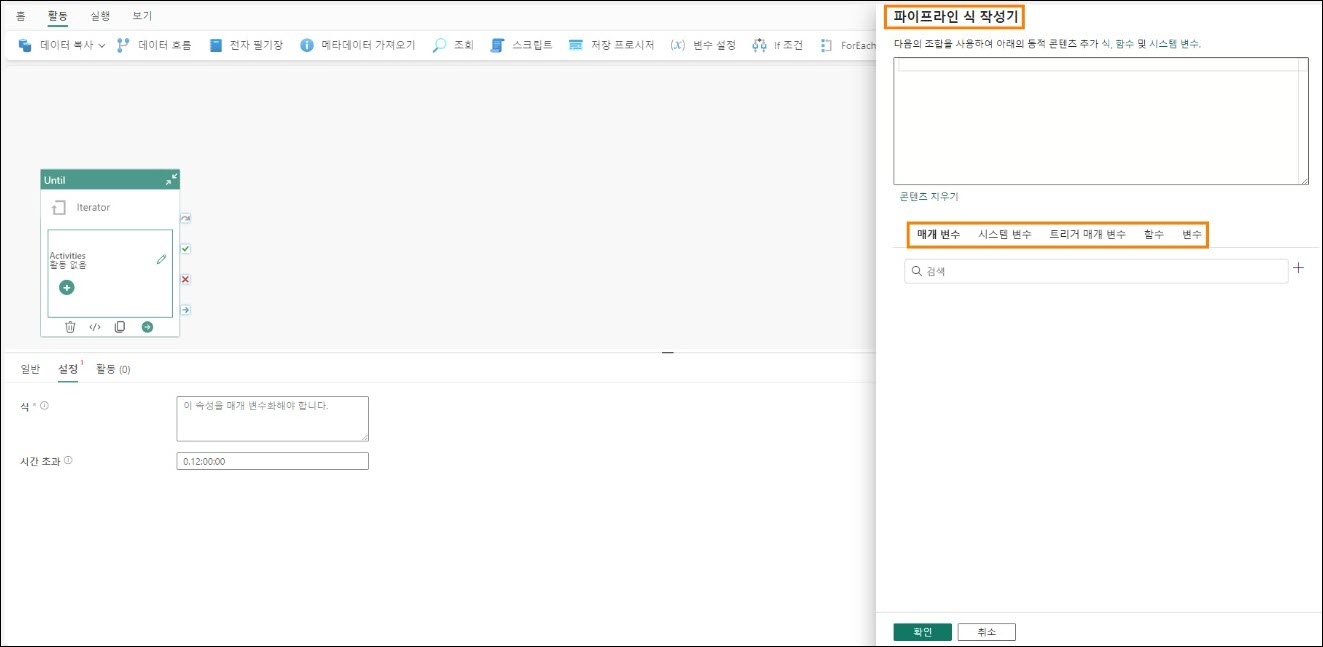 홈 활동 실행 보기
데이터 복사 데이터 흐름 전자 필기장 메타데이터 가져오기 조회 스크립트 저장 프로시저 (x) 변수 설정 If 조건 ForEach
Until
Iterator
Activities
활동 없음
일반 설정 1 활동 (0)
식 *
이 속성을 매개 변수화해야 합니다.
시간 초과
0.12:00:00
파이프라인 식 작성기
다음의 조합을 사용하여 아래의 동적 콘텐츠 추가 식, 함수 및 시스템 변수.
콘텐츠 지우기
매개 변수 시스템 변수 트리거 매개 변수 함수 변수
검색
확인 취소